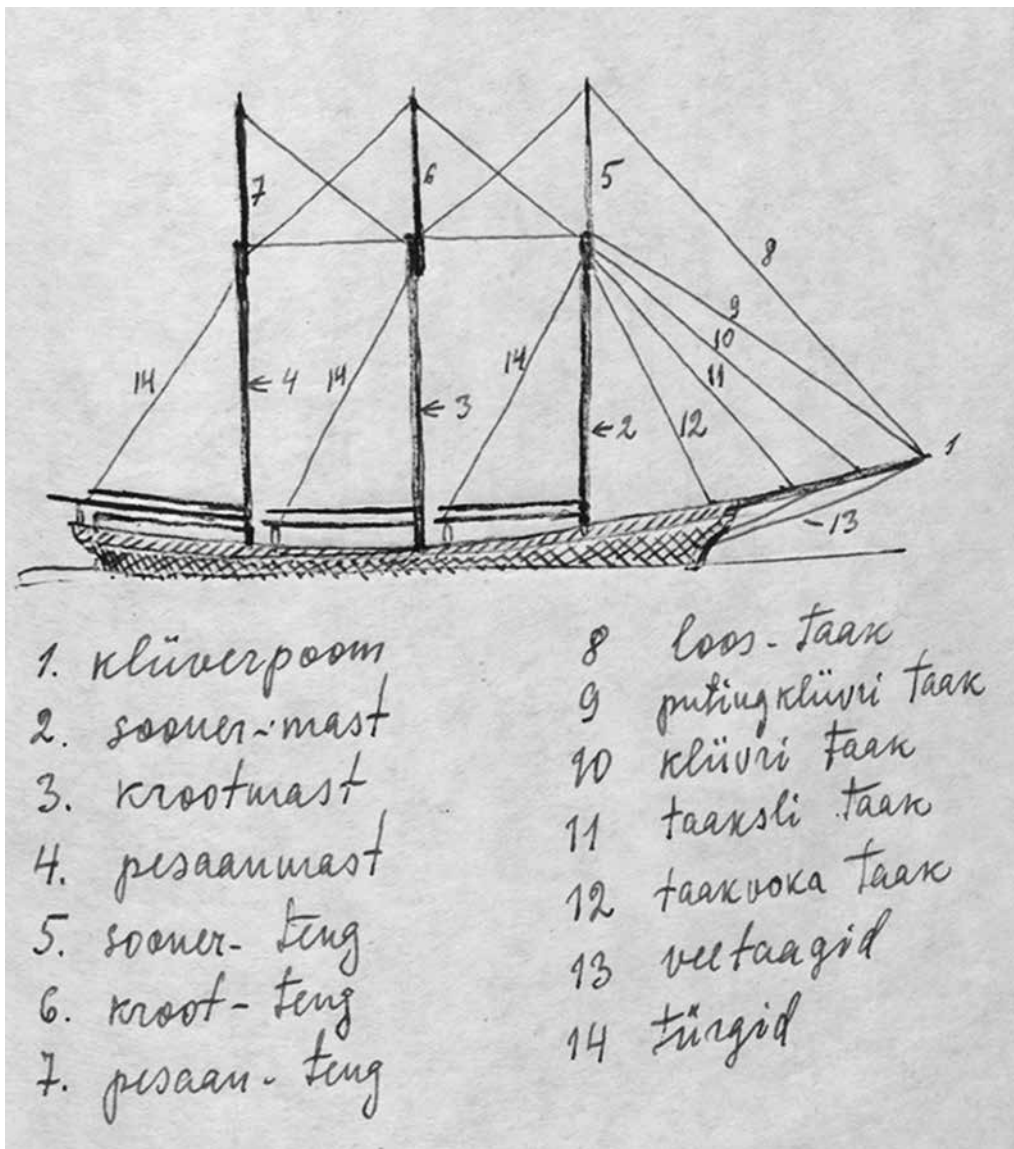 7
6
5
8
9
10
11
12
14
4
14
3
14
2
1
13
1. klüverpoom
2. sooner-mast
3. krootmast
4. pesaanmast
5. sooner- teng
6. kroot- teng
7. pesaan- teng
8 loos- taak
9 putingklüvri taak
10 klüvri taak
11 taaksli taak
12 taakvoka taak
13 veetaagid
14 türgid